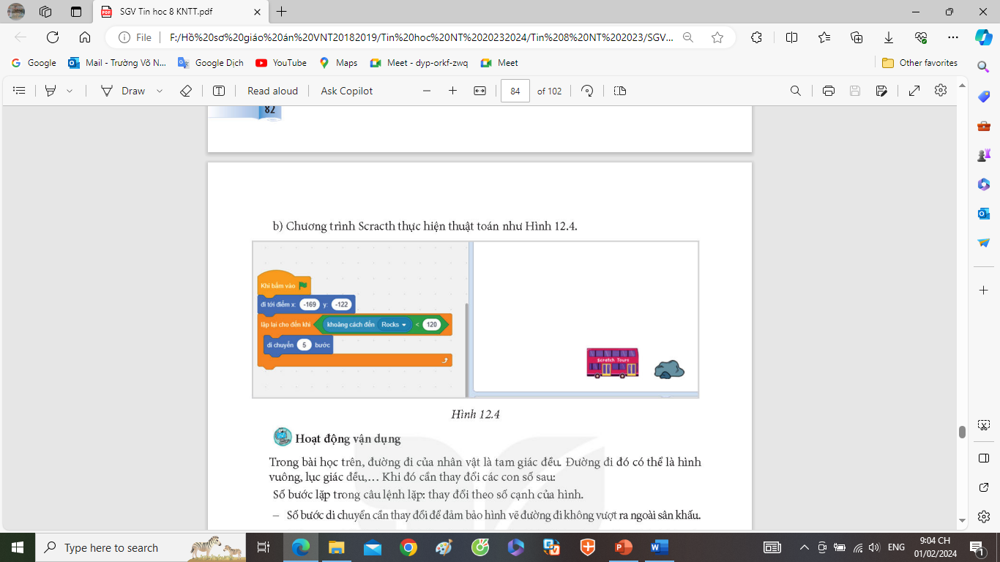 SGV Tin hoc 8 KNTT.pdf
File
F:/Hồ%20sơ%20giáo%20án%20VNT20182019/Tin%20hoc%20NT%2020232024/Tin%208%20NT%202023/SGV...
Google
Mail - Trường Võ N...
Google Dịch
YouTube
Maps
Meet - dyp-orkf-zwq
Meet
Other favorites
Draw
Read aloud
Ask Copilot
84
of 102
82
b) Chương trình Scracth thực hiện thuật toán như Hình 12.4.
Khi bấm vào
đi tới điểm x: -169 y: -122
lặp lại cho đến khi khoảng cách đến Rocks < 120
di chuyển 5 bước
Scratch Tours
Hình 12.4
Hoạt động vận dụng
Trong bài học trên, đường đi của nhân vật là tam giác đều. Đường đi đó có thể là hình
vuông, lục giác đều,… Khi đó cần thay đổi các con số sau:
Số bước lặp trong câu lệnh lặp: thay đổi theo số cạnh của hình.
– Số bước di chuyển cần thay đổi để đảm bảo hình vẽ đường đi không vượt ra ngoài sân khấu.
Type here to search
ENG
9:04 CH
01/02/2024
1